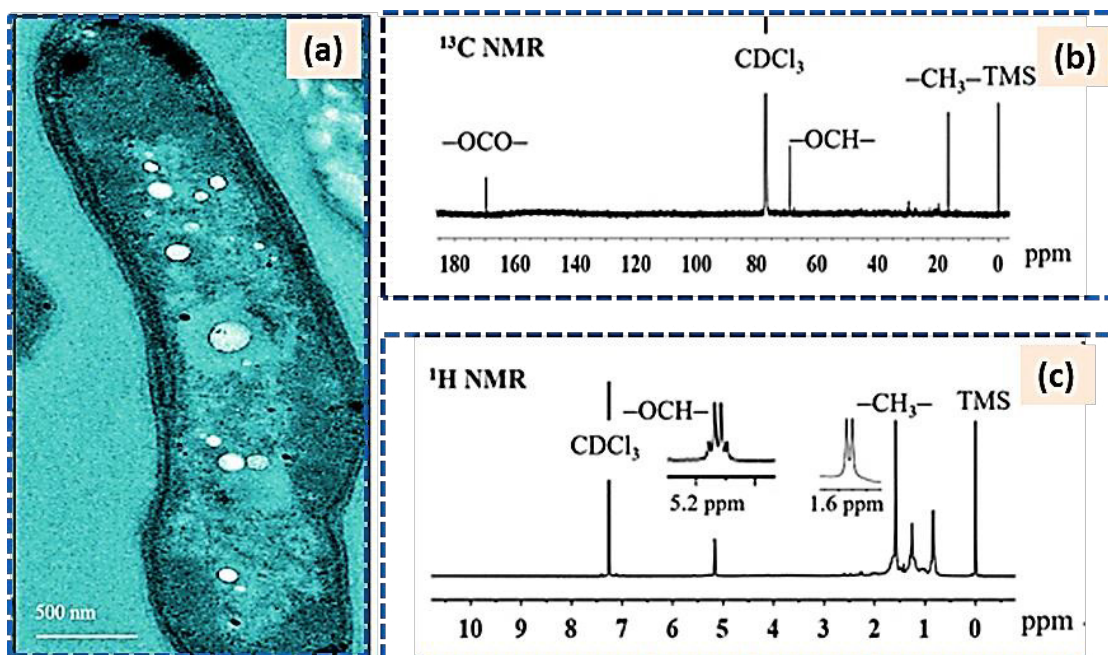 (a)
500 nm
¹³C NMR
(b)
CDCl₃
–CH₃–
TMS
–OCO–
–OCH–
180 160 140 120 100 80 60 40 20 0 ppm
¹H NMR
(c)
–OCH–
–CH₃–
TMS
CDCl₃
5.2 ppm
1.6 ppm
10 9 8 7 6 5 4 3 2 1 0 ppm